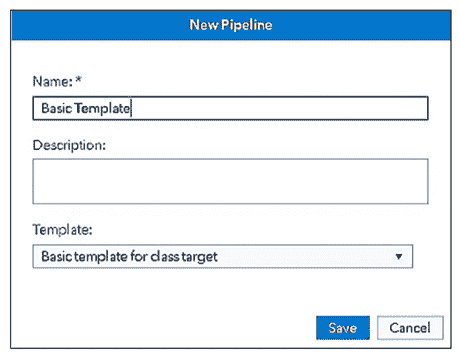 New Pipeline
Name: *
Basic Template
Description:
Template:
Basic template for class target
Save Cancel